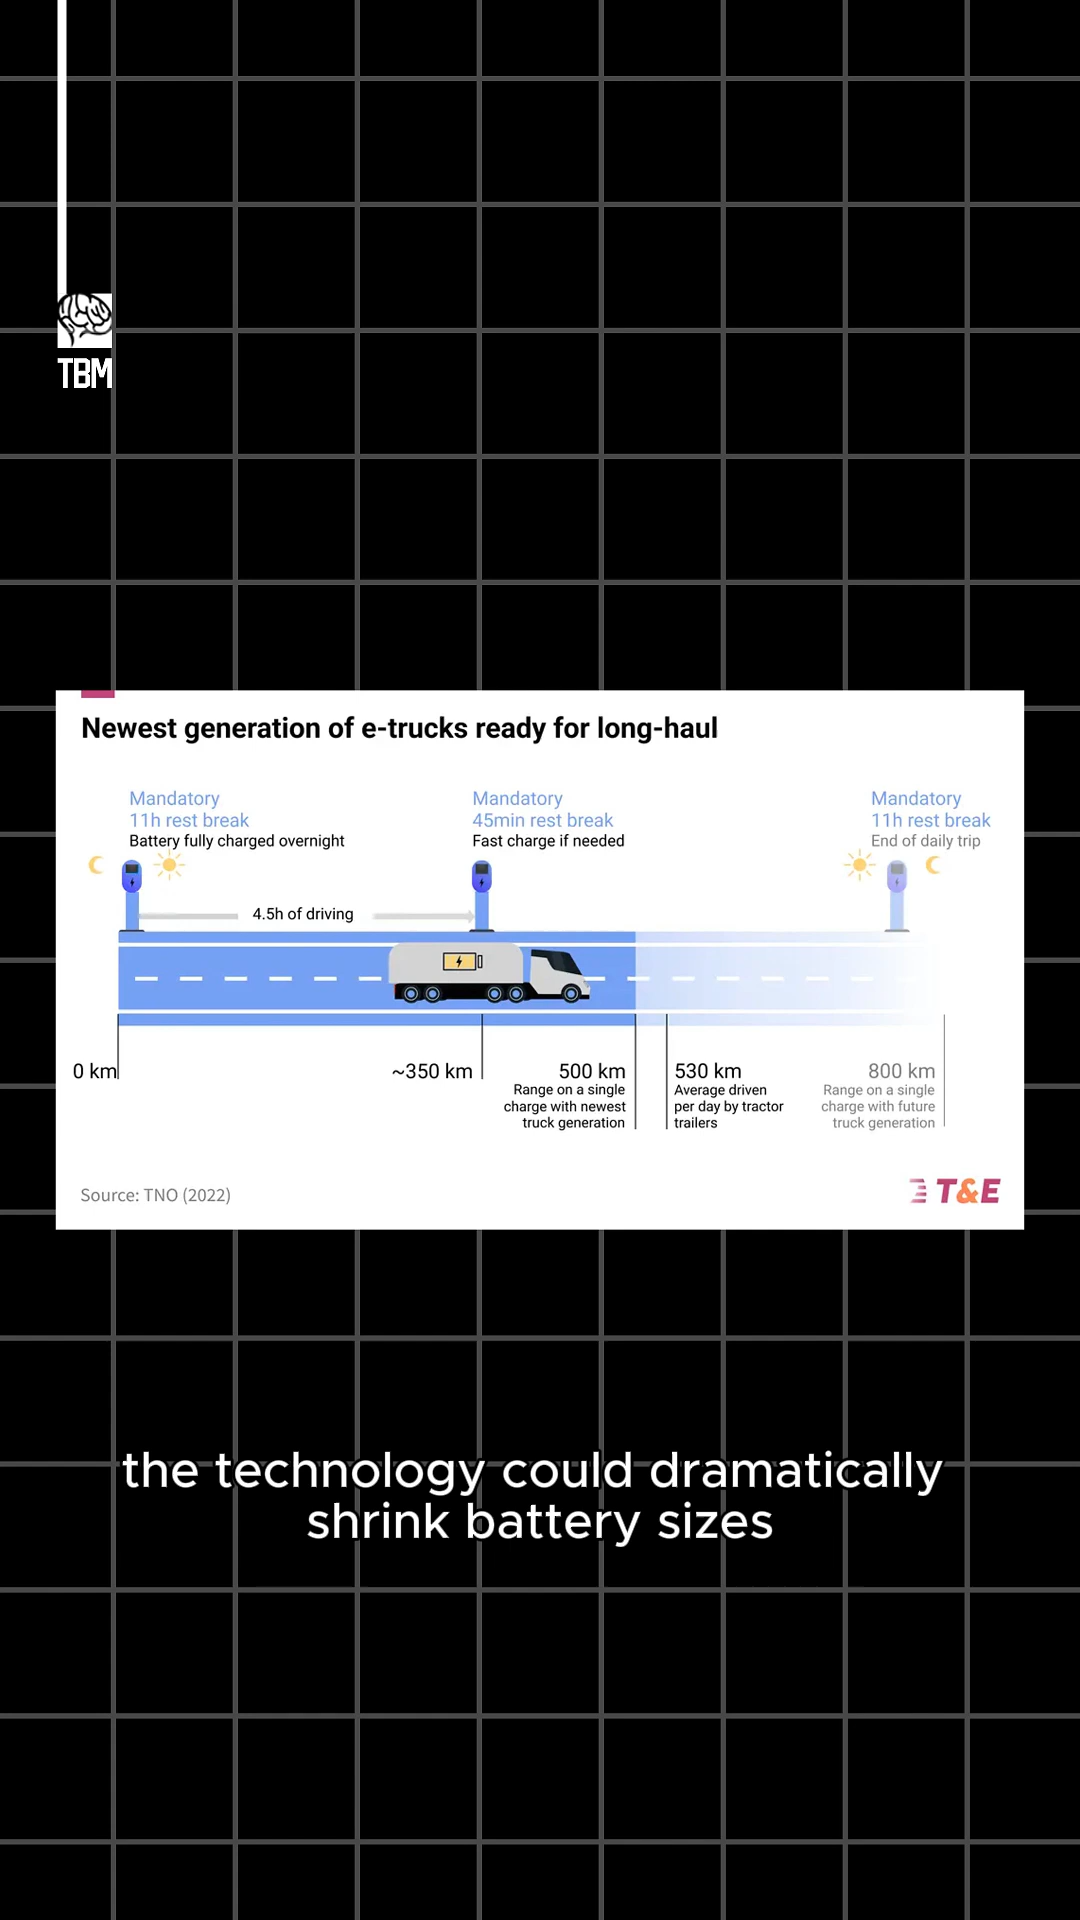 TBM
Newest generation of e-trucks ready for long-haul
Mandatory
11h rest break
Battery fully charged overnight
Mandatory
45min rest break
Fast charge if needed
Mandatory
11h rest break
End of daily trip
4.5h of driving
0 km
~350 km
500 km
Range on a single
charge with newest
truck generation
530 km
Average driven
per day by tractor
trailers
800 km
Range on a single
charge with future
truck generation
Source: TNO (2022)
T&E
the technology could dramatically
shrink battery sizes